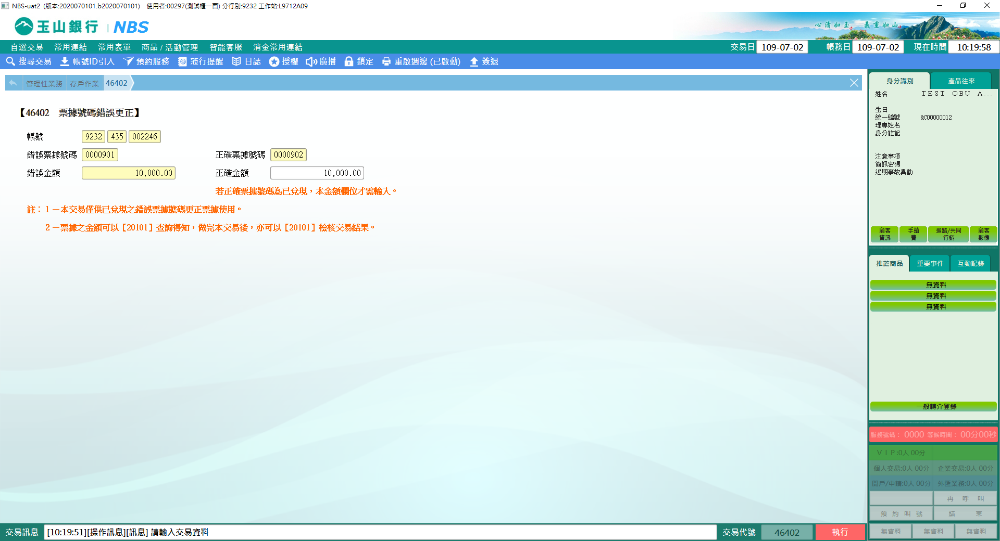 NBS-uat2 (版本:2020070101.b2020070101) 使用者:00297(測試櫃一酉) 分行別:9232 工作站:L9712A09
玉山銀行 | NBS
心清如玉。義重如山。
自選交易 常用連結 常用表單 商品 / 活動管理 智能客服 消金常用連結 交易日 109-07-02 帳務日 109-07-02 現在時間 10:19:58
搜尋交易 帳號ID引入 預約服務 蒞行提醒 日誌 授權 廣播 鎖定 重啟週邊 (已啟動) 簽退
管理性業務 存戶作業 46402
【46402 票據號碼錯誤更正】
帳號 9232 435 002246
錯誤票據號碼 0000901 正確票據號碼 0000902
錯誤金額 10,000.00 正確金額 10,000.00
若正確票據號碼為已兌現，本金額欄位才需輸入。
註：１－本交易僅供已兌現之錯誤票據號碼更正票據使用。
２－票據之金額可以【20101】查詢得知，做完本交易後，亦可以【20101】檢核交易結果。
身分識別 產品往來
姓名 ＴＥＳＴ ＯＢＵ Ａ...
生日
統一編號 &C00000012
理專姓名
身分註記
注意事項
簡訊密碼
近期事故異動
顧客資訊 手續費 通路/共同行銷 顧客影像
推薦商品 重要事件 互動記錄
無資料
無資料
無資料
一般轉介登錄
服務號碼： 0000 等候時間： 00分00秒
ＶＩＰ:0人 00分
個人交易:0人 00分 企業交易:0人 00分
開戶/申請:0人 00分 外匯業務:0人 00分
再 呼 叫
預 約 叫 號 結 束
無資料 無資料 無資料
交易訊息 [10:19:51][操作訊息][訊息] 請輸入交易資料 交易代號 46402 執行